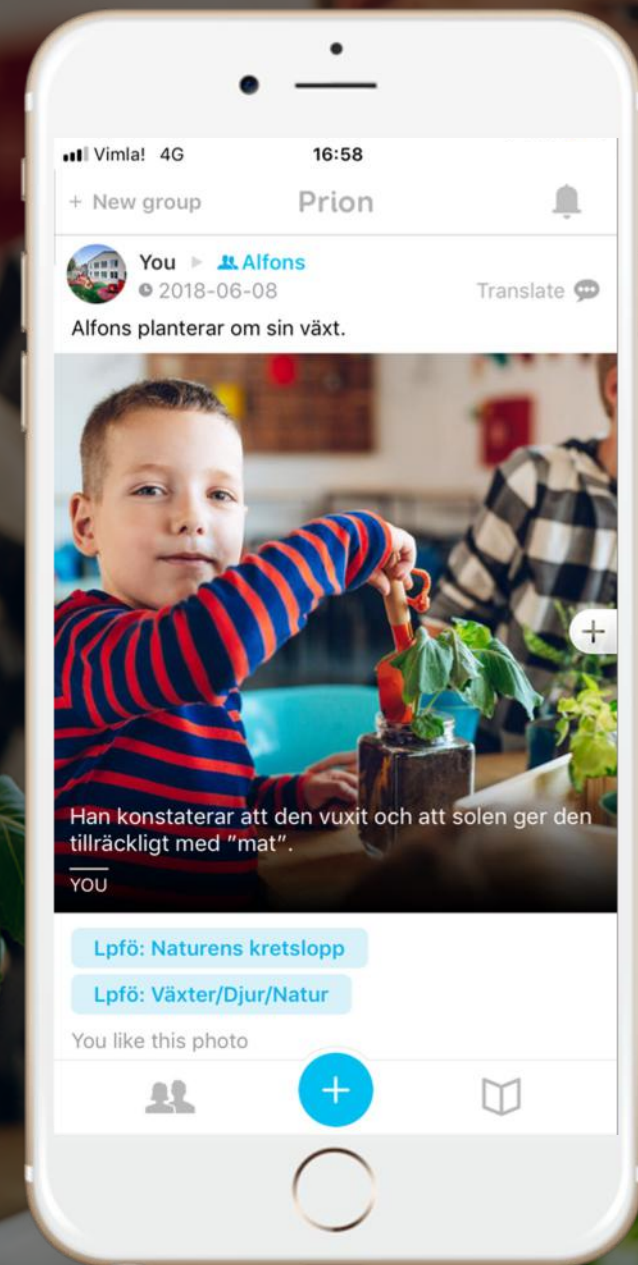 Vimla! 4G 16:58
+ New group Prion
You ▸ Alfons
2018-06-08 Translate
Alfons planterar om sin växt.
Han konstaterar att den vuxit och att solen ger den
tillräckligt med ”mat”.
YOU
Lpfö: Naturens kretslopp
Lpfö: Växter/Djur/Natur
You like this photo